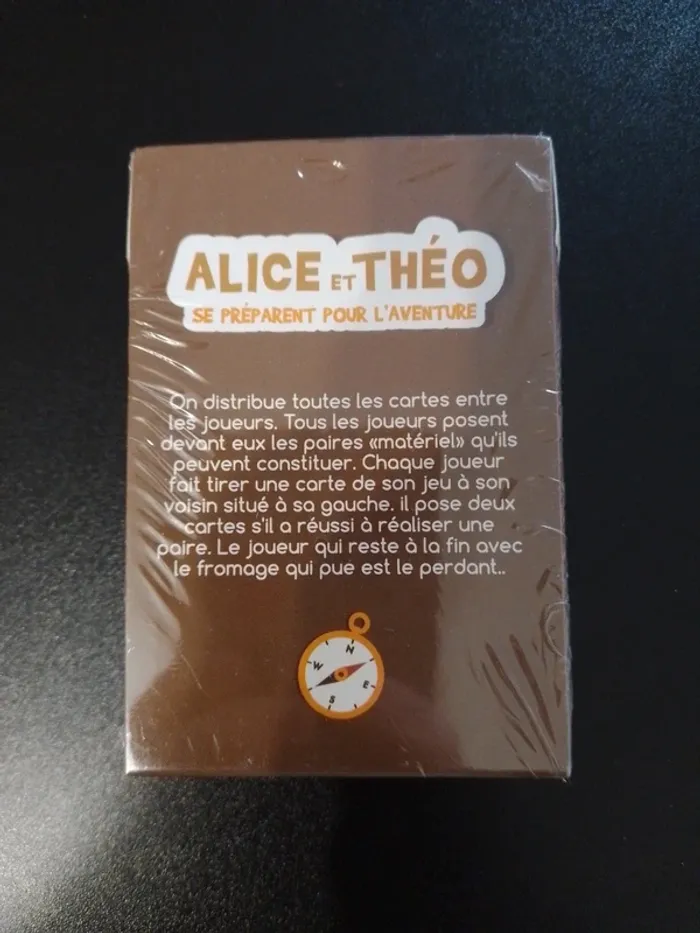 ALICE ET THÉO
SE PRÉPARENT POUR L'AVENTURE
On distribue toutes les cartes entre
les joueurs. Tous les joueurs posent
devant eux les paires «matériel» qu'ils
peuvent constituer. Chaque joueur
fait tirer une carte de son jeu à son
voisin situé à sa gauche. il pose deux
cartes s'il a réussi à réaliser une
paire. Le joueur qui reste à la fin avec
le fromage qui pue est le perdant..
N
W
E
S